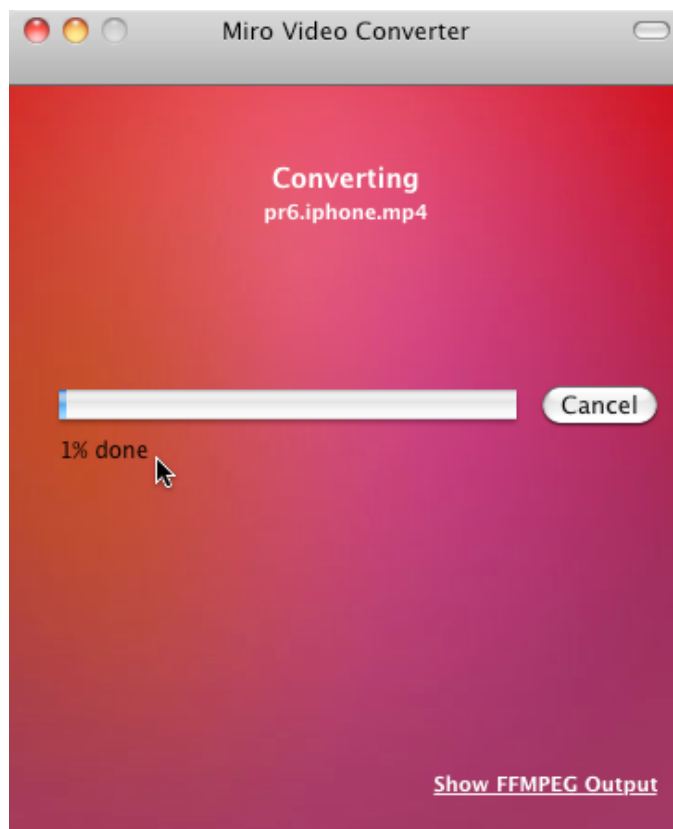 Miro Video Converter
Converting
pr6.iphone.mp4
Cancel
1% done
Show FFMPEG Output